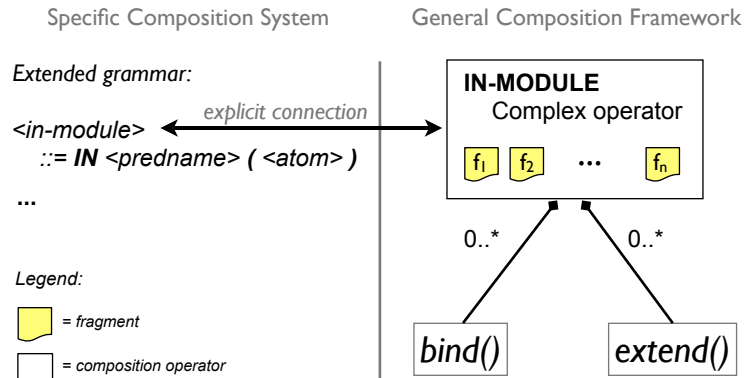 Specific Composition System
General Composition Framework
Extended grammar:
<in-module>
::= IN <predname> ( <atom> )
...
explicit connection
IN-MODULE
Complex operator
f1 f2 ... fn
0..* 0..*
bind() extend()
Legend:
= fragment
= composition operator